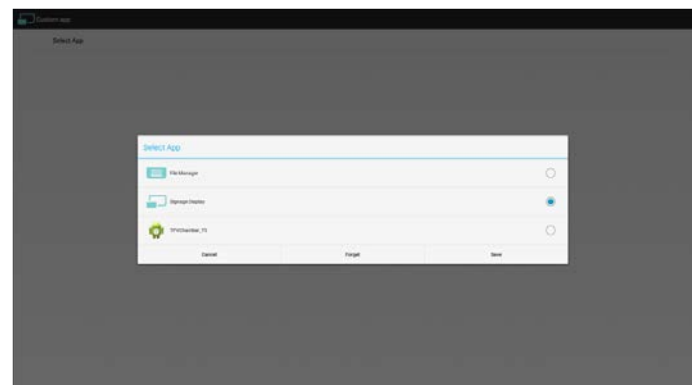 Custom app
Select App
Select App
File Manager
Signage Display
Cancel
Forget
Save